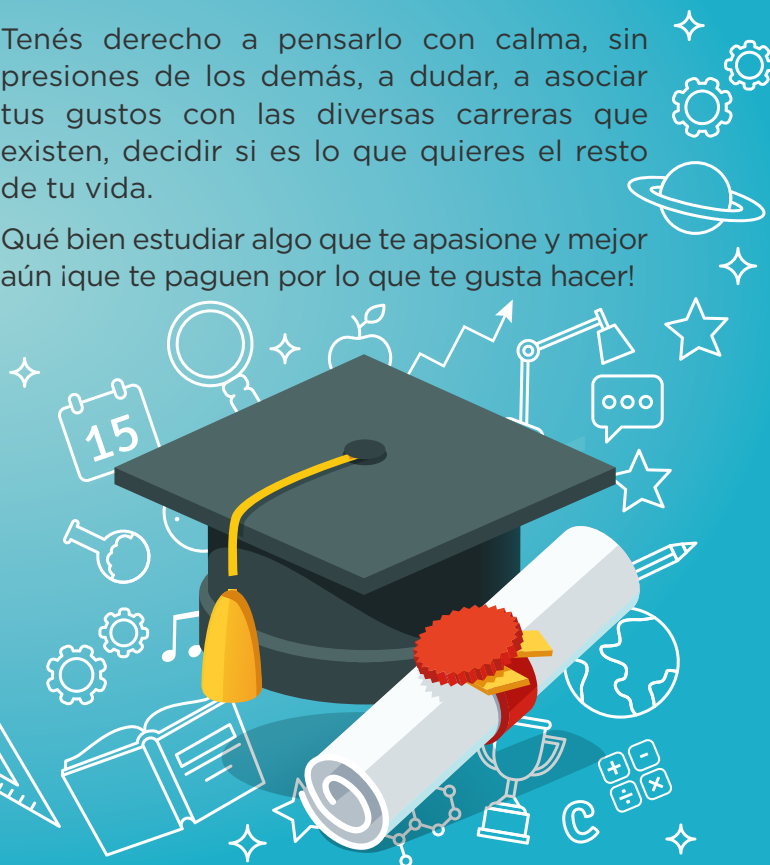 Tenés derecho a pensarlo con calma, sin
presiones de los demás, a dudar, a asociar
tus gustos con las diversas carreras que
existen, decidir si es lo que quieres el resto
de tu vida.
Qué bien estudiar algo que te apasione y mejor
aún ¡que te paguen por lo que te gusta hacer!
15
C
+ -
÷ ×